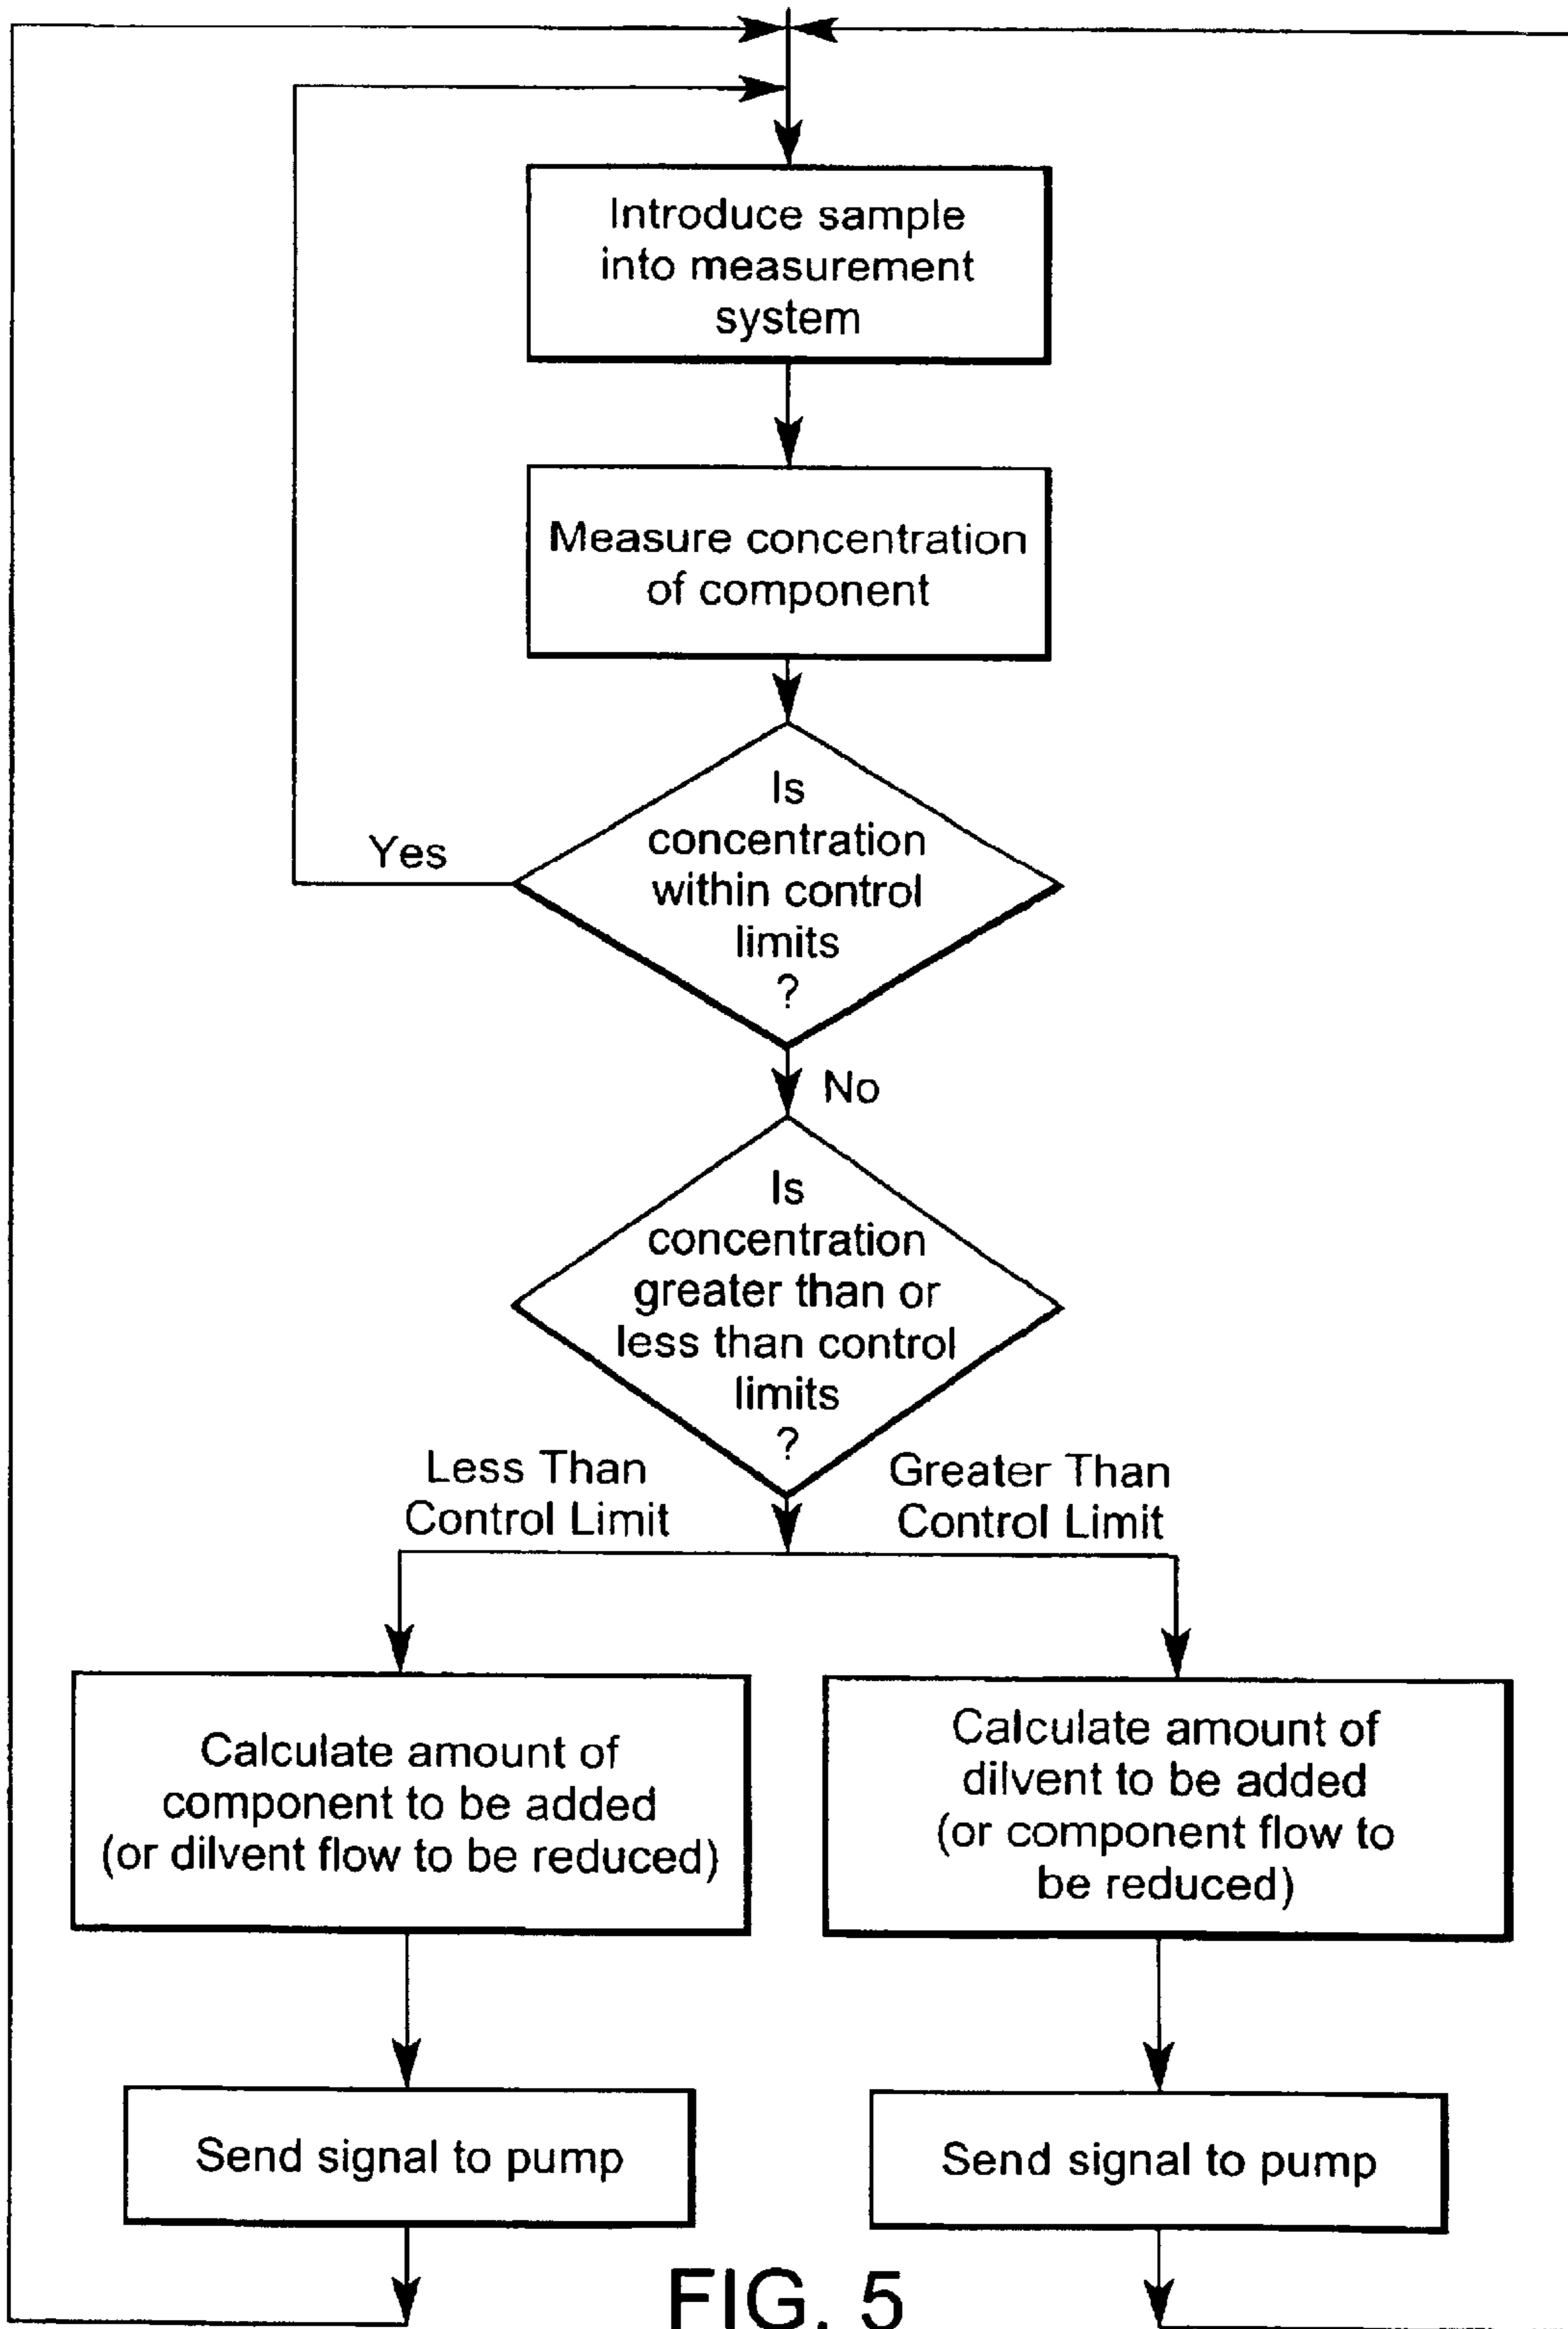 Introduce sample
into measurement
system
Measure concentration
of component
Is
concentration
within control
limits
?
Yes
No
Is
concentration
greater than or
less than control
limits
?
Less Than
Control Limit
Greater Than
Control Limit
Calculate amount of
component to be added
(or dilvent flow to be reduced)
Calculate amount of
dilvent to be added
(or component flow to
be reduced)
Send signal to pump
Send signal to pump
FIG. 5